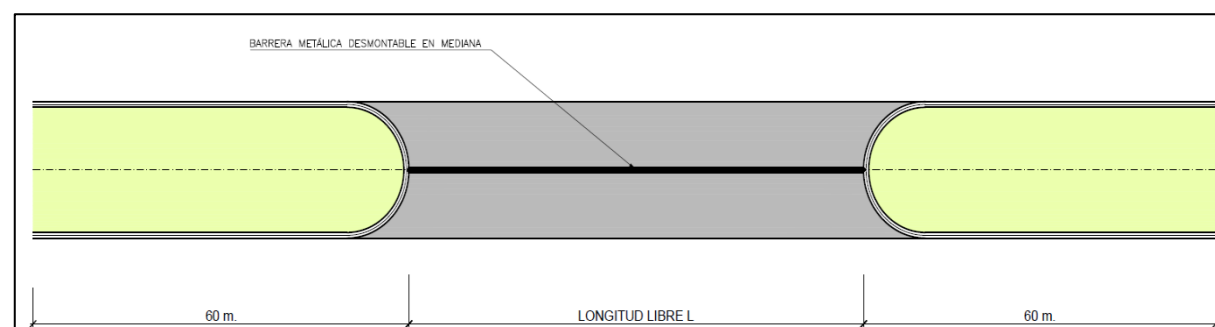 BARRERA METÁLICA DESMONTABLE EN MEDIANA
60 m.
LONGITUD LIBRE L
60 m.